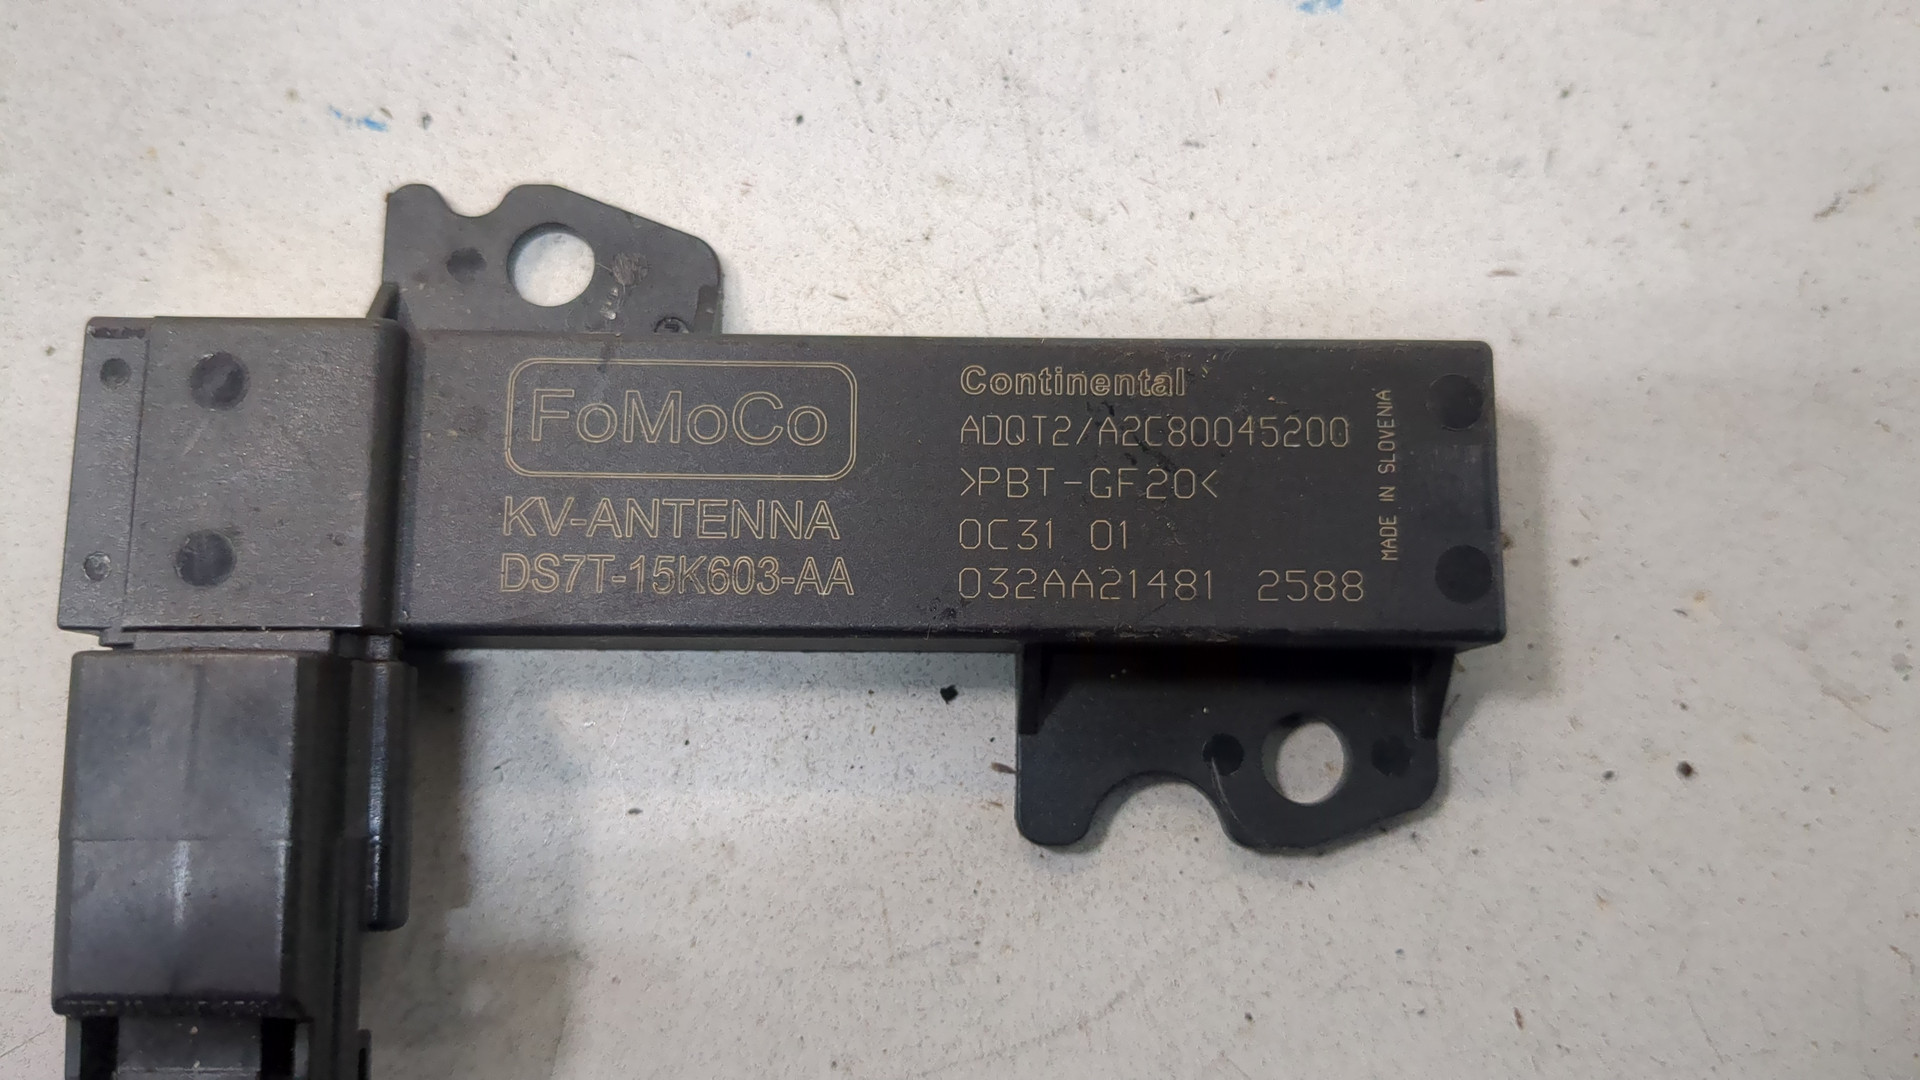 FoMoCo
KV-ANTENNA
DS7T-15K603-AA
Continental
ADQT2/A2C80045200
>PBT-GF20<
0C31 01
032AA21481 2588
MADE IN SLOVENIA